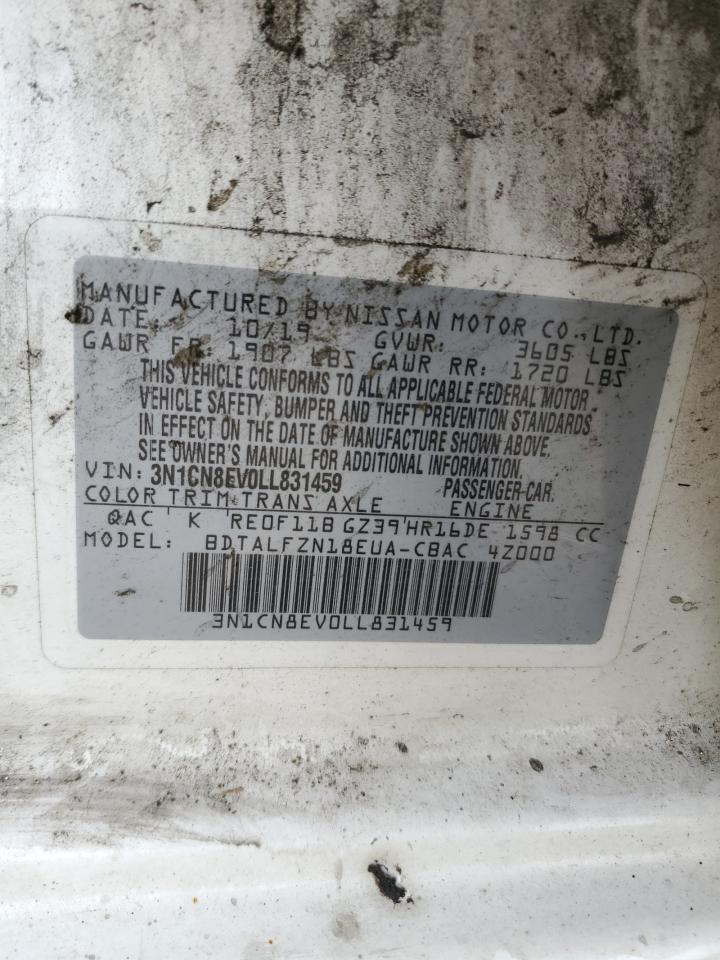 MANUFACTURED BY NISSAN MOTOR CO.,LTD.
DATE: 10/19 GVWR: 3605 LBS
GAWR FR: 1907 LBS GAWR RR: 1720 LBS
THIS VEHICLE CONFORMS TO ALL APPLICABLE FEDERAL MOTOR
VEHICLE SAFETY, BUMPER AND THEFT PREVENTION STANDARDS
IN EFFECT ON THE DATE OF MANUFACTURE SHOWN ABOVE.
SEE OWNER'S MANUAL FOR ADDITIONAL INFORMATION.
VIN: 3N1CN8EV0LL831459 PASSENGER CAR
COLOR TRIM TRANS AXLE ENGINE
QAC K RE0F11B GZ39 HR16DE 1598 CC
MODEL: BDTALFZN18EUA-CBAC 4Z000
3N1CN8EV0LL831459